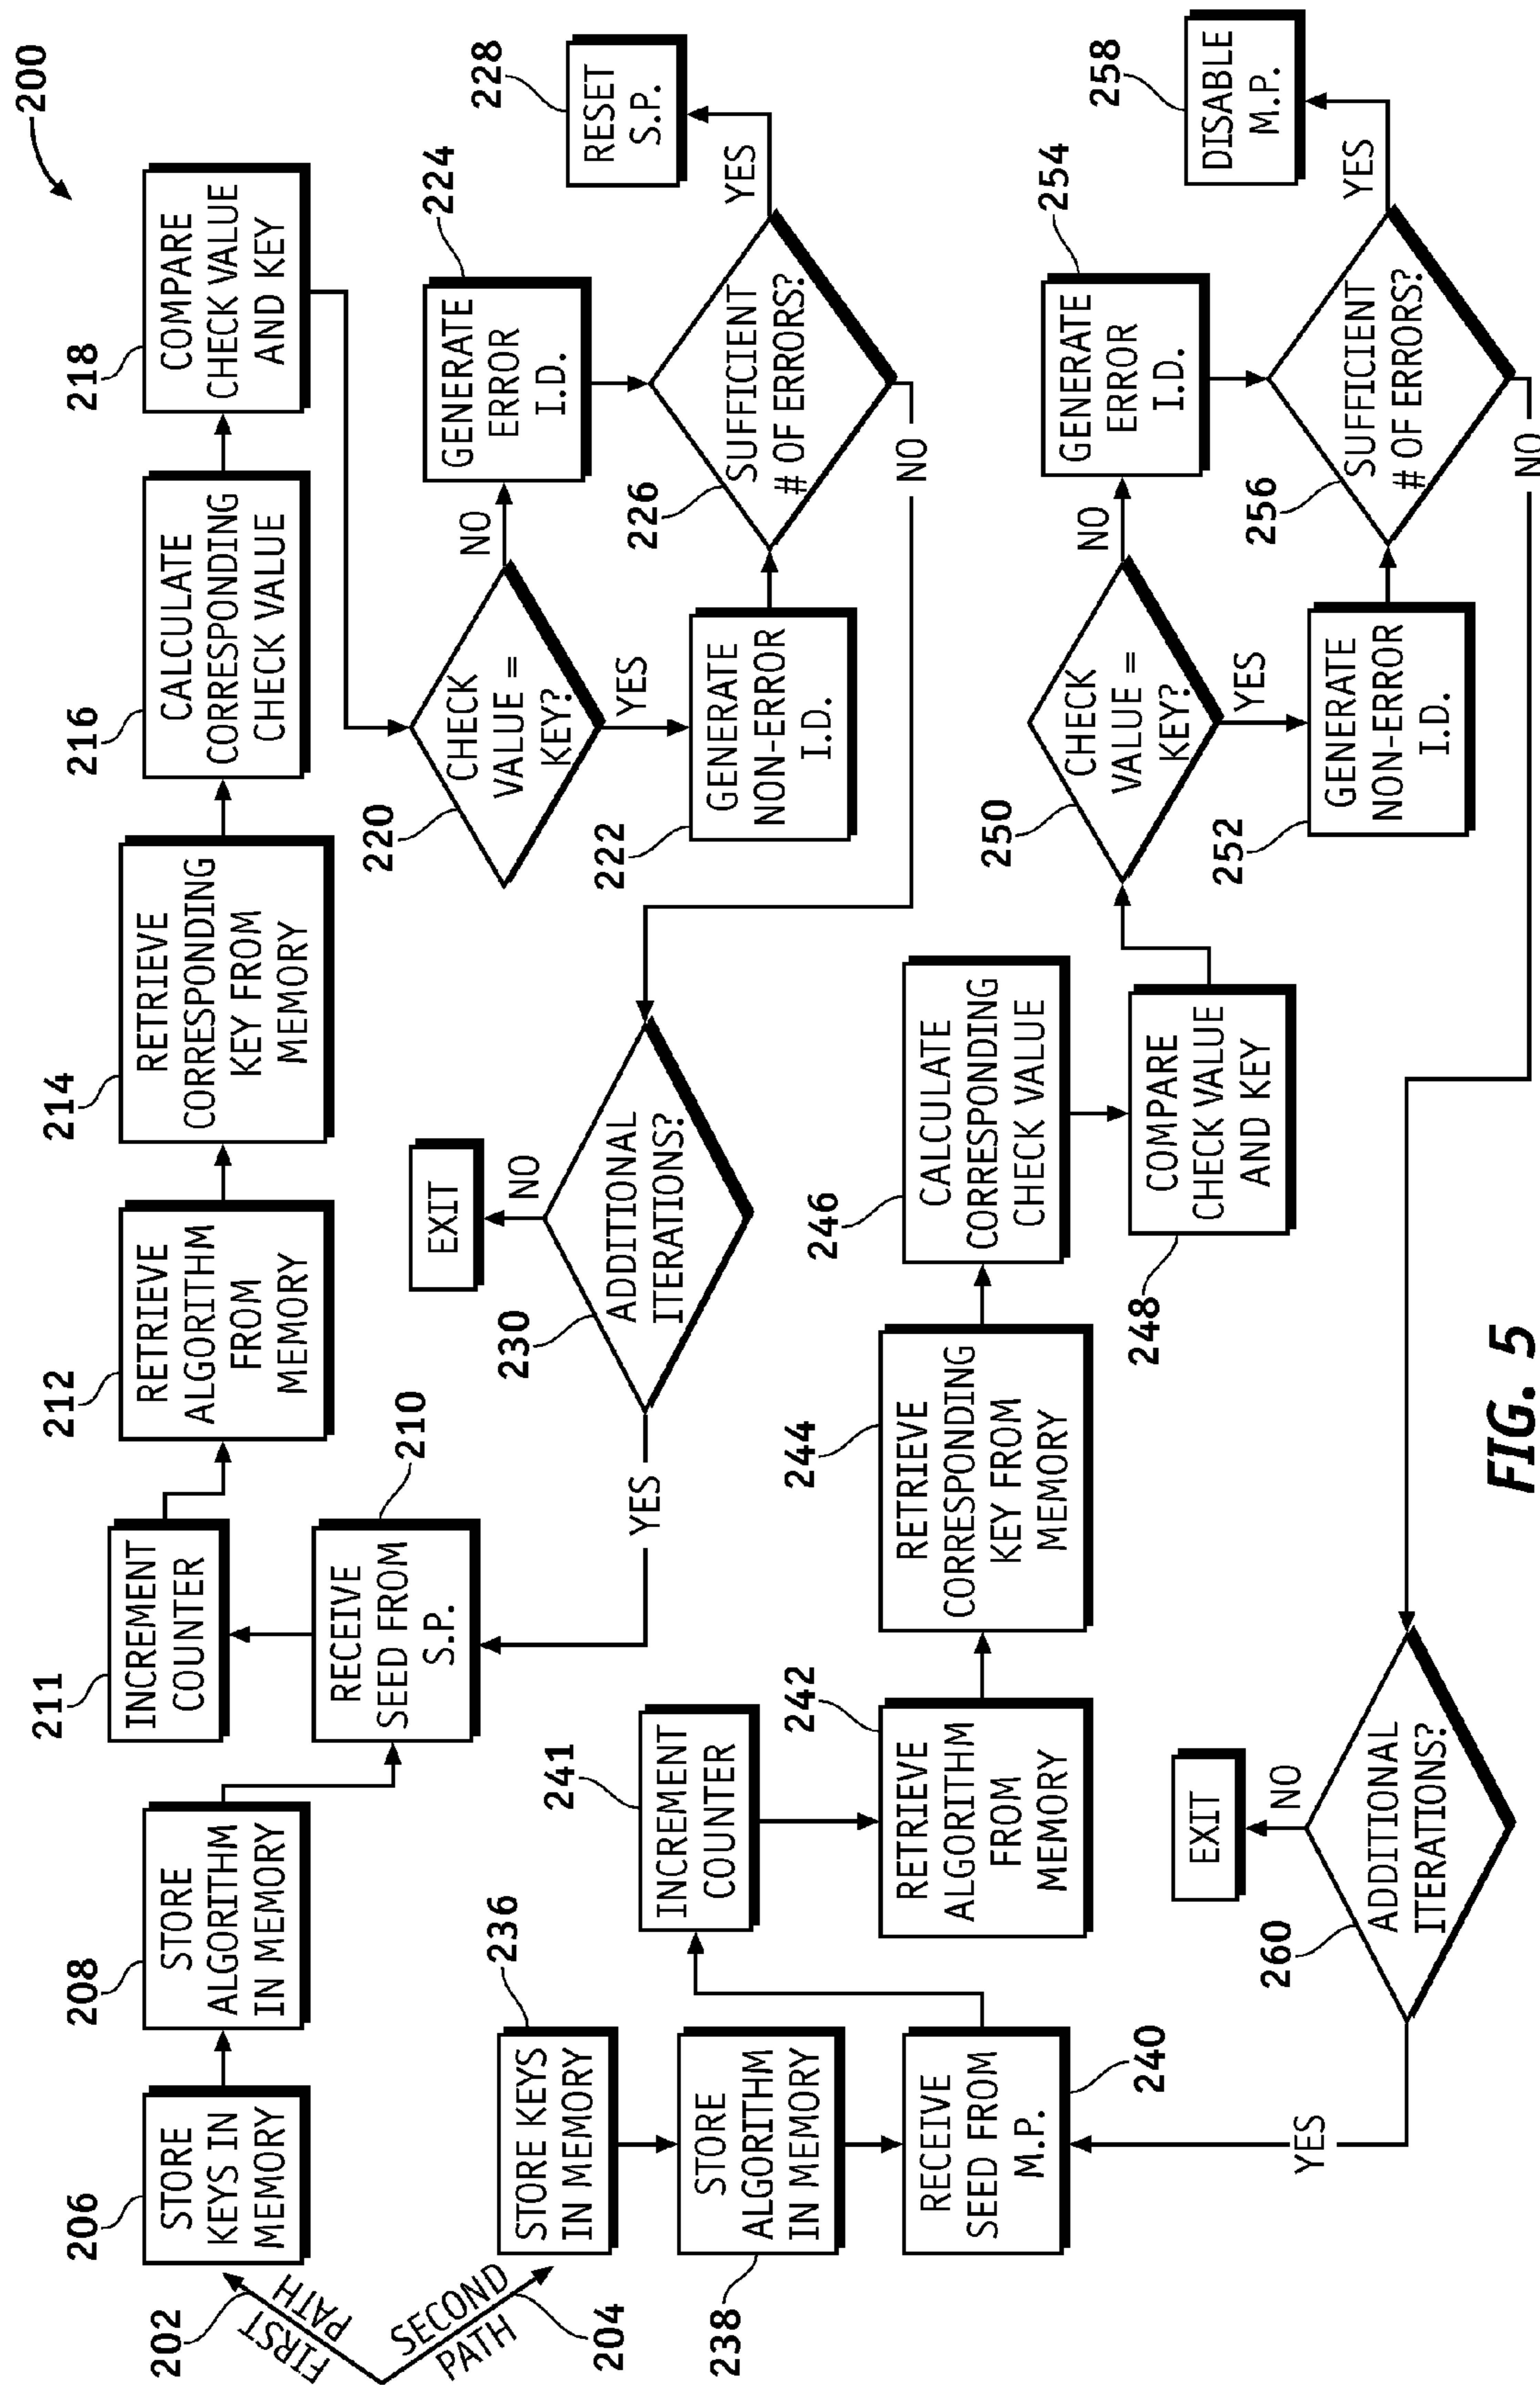 200
202
FIRST
PATH
SECOND
PATH
204
206
STORE
KEYS IN
MEMORY
208
STORE
ALGORITHM
IN MEMORY
210
RECEIVE
SEED FROM
S.P.
211
INCREMENT
COUNTER
212
RETRIEVE
ALGORITHM
FROM
MEMORY
214
RETRIEVE
CORRESPONDING
KEY FROM
MEMORY
216
CALCULATE
CORRESPONDING
CHECK VALUE
218
COMPARE
CHECK VALUE
AND KEY
220
CHECK
VALUE =
KEY?
NO
YES
222
GENERATE
NON-ERROR
I.D.
224
GENERATE
ERROR
I.D.
226
SUFFICIENT
# OF ERRORS?
YES
NO
228
RESET
S.P.
230
ADDITIONAL
ITERATIONS?
NO
EXIT
YES
236
STORE KEYS
IN MEMORY
238
STORE
ALGORITHM
IN MEMORY
240
RECEIVE
SEED FROM
M.P.
241
INCREMENT
COUNTER
242
RETRIEVE
ALGORITHM
FROM
MEMORY
244
RETRIEVE
CORRESPONDING
KEY FROM
MEMORY
246
CALCULATE
CORRESPONDING
CHECK VALUE
248
COMPARE
CHECK VALUE
AND KEY
250
CHECK
VALUE =
KEY?
NO
YES
252
GENERATE
NON-ERROR
I.D.
254
GENERATE
ERROR
I.D.
256
SUFFICIENT
# OF ERRORS?
YES
NO
258
DISABLE
M.P.
260
ADDITIONAL
ITERATIONS?
NO
EXIT
YES
FIG. 5